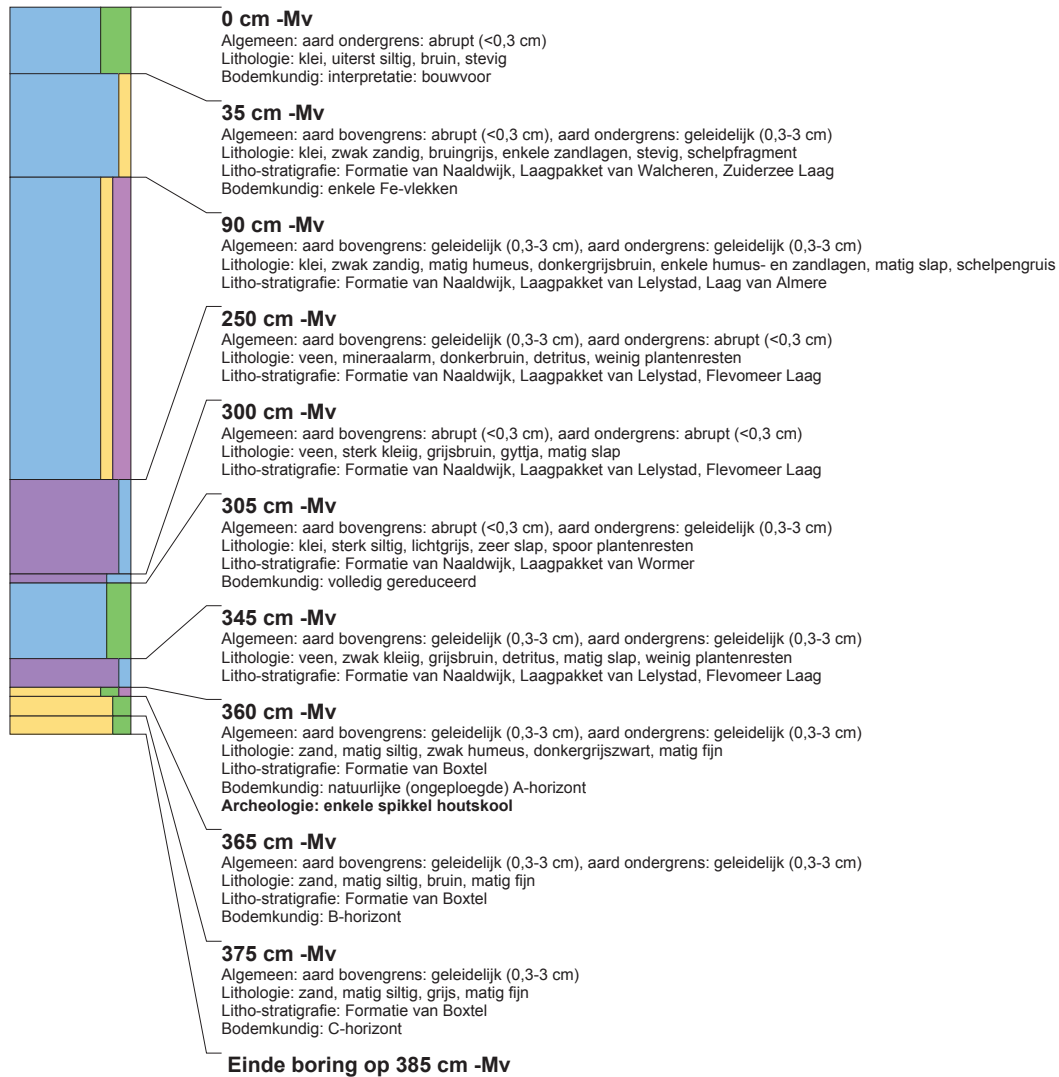 0 cm -Mv
Algemeen: aard ondergrens: abrupt (<0,3 cm)
Lithologie: klei, uiterst siltig, bruin, stevig
Bodemkundig: interpretatie: bouwvoor
35 cm -Mv
Algemeen: aard bovengrens: abrupt (<0,3 cm), aard ondergrens: geleidelijk (0,3-3 cm)
Lithologie: klei, zwak zandig, bruingrijs, enkele zandlagen, stevig, schelpfragment
Litho-stratigrafie: Formatie van Naaldwijk, Laagpakket van Walcheren, Zuiderzee Laag
Bodemkundig: enkele Fe-vlekken
90 cm -Mv
Algemeen: aard bovengrens: geleidelijk (0,3-3 cm), aard ondergrens: geleidelijk (0,3-3 cm)
Lithologie: klei, zwak zandig, matig humeus, donkergrijsbruin, enkele humus- en zandlagen, matig slap, schelpengruis
Litho-stratigrafie: Formatie van Naaldwijk, Laagpakket van Lelystad, Laag van Almere
250 cm -Mv
Algemeen: aard bovengrens: geleidelijk (0,3-3 cm), aard ondergrens: abrupt (<0,3 cm)
Lithologie: veen, mineraalarm, donkerbruin, detritus, weinig plantenresten
Litho-stratigrafie: Formatie van Naaldwijk, Laagpakket van Lelystad, Flevomeer Laag
300 cm -Mv
Algemeen: aard bovengrens: abrupt (<0,3 cm), aard ondergrens: abrupt (<0,3 cm)
Lithologie: veen, sterk kleiig, grijsbruin, gyttja, matig slap
Litho-stratigrafie: Formatie van Naaldwijk, Laagpakket van Lelystad, Flevomeer Laag
305 cm -Mv
Algemeen: aard bovengrens: abrupt (<0,3 cm), aard ondergrens: geleidelijk (0,3-3 cm)
Lithologie: klei, sterk siltig, lichtgrijs, zeer slap, spoor plantenresten
Litho-stratigrafie: Formatie van Naaldwijk, Laagpakket van Wormer
Bodemkundig: volledig gereduceerd
345 cm -Mv
Algemeen: aard bovengrens: geleidelijk (0,3-3 cm), aard ondergrens: geleidelijk (0,3-3 cm)
Lithologie: veen, zwak kleiig, grijsbruin, detritus, matig slap, weinig plantenresten
Litho-stratigrafie: Formatie van Naaldwijk, Laagpakket van Lelystad, Flevomeer Laag
360 cm -Mv
Algemeen: aard bovengrens: geleidelijk (0,3-3 cm), aard ondergrens: geleidelijk (0,3-3 cm)
Lithologie: zand, matig siltig, zwak humeus, donkergrijszwart, matig fijn
Litho-stratigrafie: Formatie van Boxtel
Bodemkundig: natuurlijke (ongeploegde) A-horizont
Archeologie: enkele spikkel houtskool
365 cm -Mv
Algemeen: aard bovengrens: geleidelijk (0,3-3 cm), aard ondergrens: geleidelijk (0,3-3 cm)
Lithologie: zand, matig siltig, bruin, matig fijn
Litho-stratigrafie: Formatie van Boxtel
Bodemkundig: B-horizont
375 cm -Mv
Algemeen: aard bovengrens: geleidelijk (0,3-3 cm)
Lithologie: zand, matig siltig, grijs, matig fijn
Litho-stratigrafie: Formatie van Boxtel
Bodemkundig: C-horizont
Einde boring op 385 cm -Mv